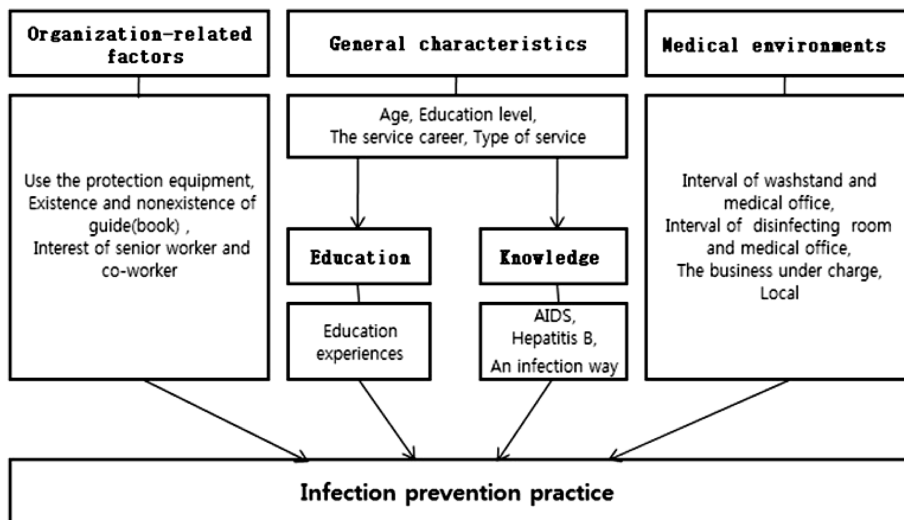 Organization-related
factors
General characteristics
Medical environments
Use the protection equipment,
Existence and nonexistence of
guide(book) ,
Interest of senior worker and
co-worker
Age, Education level,
The service career, Type of service
Education
Education
experiences
Knowledge
AIDS,
Hepatitis B,
An infection way
Interval of washstand and
medical office,
Interval of disinfecting room
and medical office,
The business under charge,
Local
Infection prevention practice